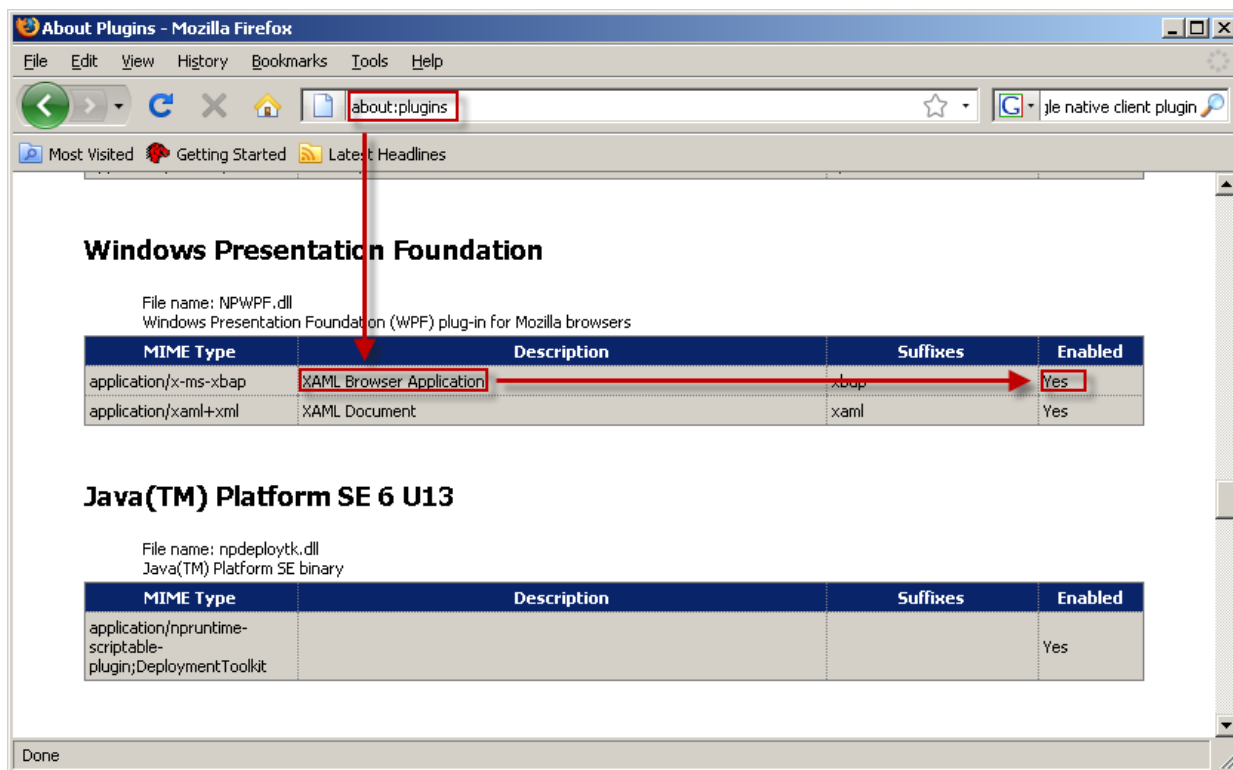 About Plugins - Mozilla Firefox
File Edit View History Bookmarks Tools Help
about:plugins gle native client plugin
Most Visited Getting Started Latest Headlines
Windows Presentation Foundation
File name: NPWPF.dll
Windows Presentation Foundation (WPF) plug-in for Mozilla browsers
MIME Type Description Suffixes Enabled
application/x-ms-xbap XAML Browser Application xbap Yes
application/xaml+xml XAML Document xaml Yes
Java(TM) Platform SE 6 U13
File name: npdeploytk.dll
Java(TM) Platform SE binary
MIME Type Description Suffixes Enabled
application/npruntime-
scriptable-
plugin;DeploymentToolkit Yes
Done